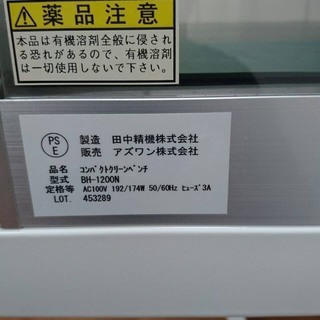 薬品注意
本品は有機溶剤全般に侵され
る恐れがあるので、有機溶剤
は一切使用しないで下さい。
PS
E
製造 田中精機株式会社
販売 アズワン株式会社
品名 コンパクトクリーンベンチ
型式 BH-1200N
定格等 AC100V 192/174W 50/60Hz ヒューズ3A
LOT. 453289